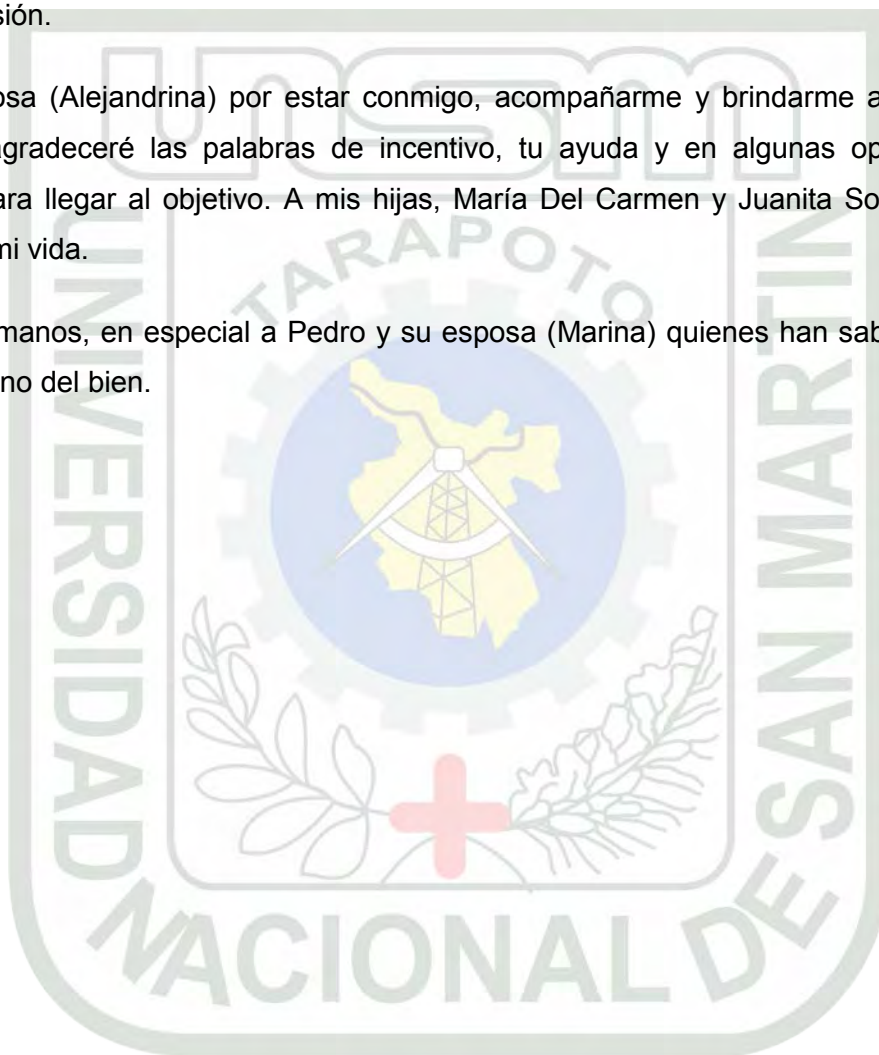 sión.
osa (Alejandrina) por estar conmigo, acompañarme y brindarme a
agradeceré las palabras de incentivo, tu ayuda y en algunas op
ara llegar al objetivo. A mis hijas, María Del Carmen y Juanita So
mi vida.
manos, en especial a Pedro y su esposa (Marina) quienes han sab
no del bien.
unsm
TARAPOTO
UNIVERSIDAD
NACIONAL DE
SAN MARTIN